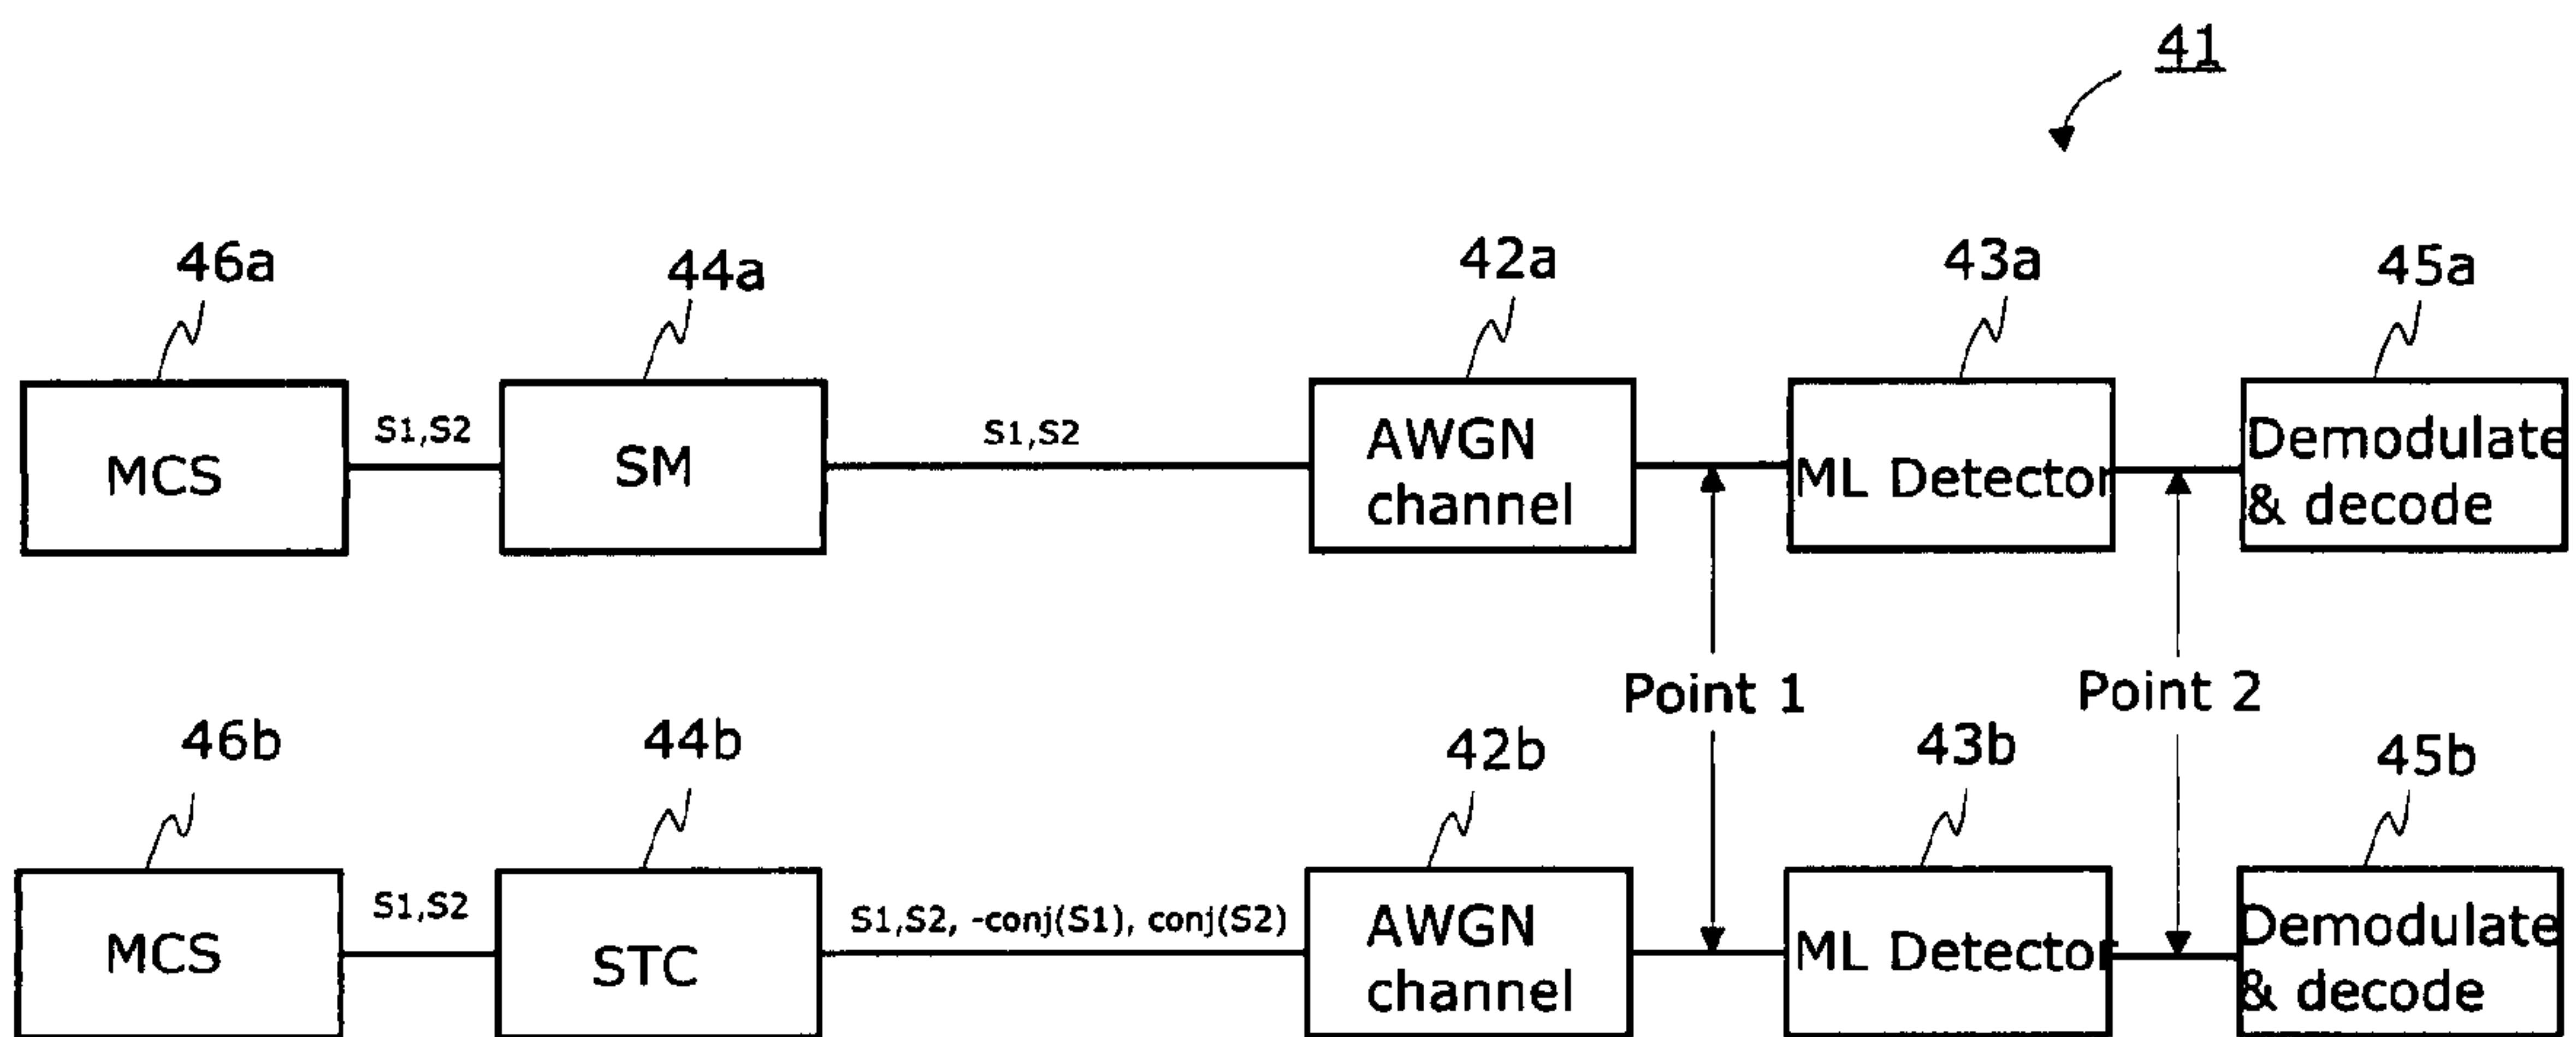 41
46a
44a
42a
43a
45a
MCS
S1,S2
SM
S1,S2
AWGN
channel
ML Detector
Demodulate
& decode
Point 1
Point 2
46b
44b
42b
43b
45b
MCS
S1,S2
STC
S1,S2, -conj(S1), conj(S2)
AWGN
channel
ML Detector
Demodulate
& decode